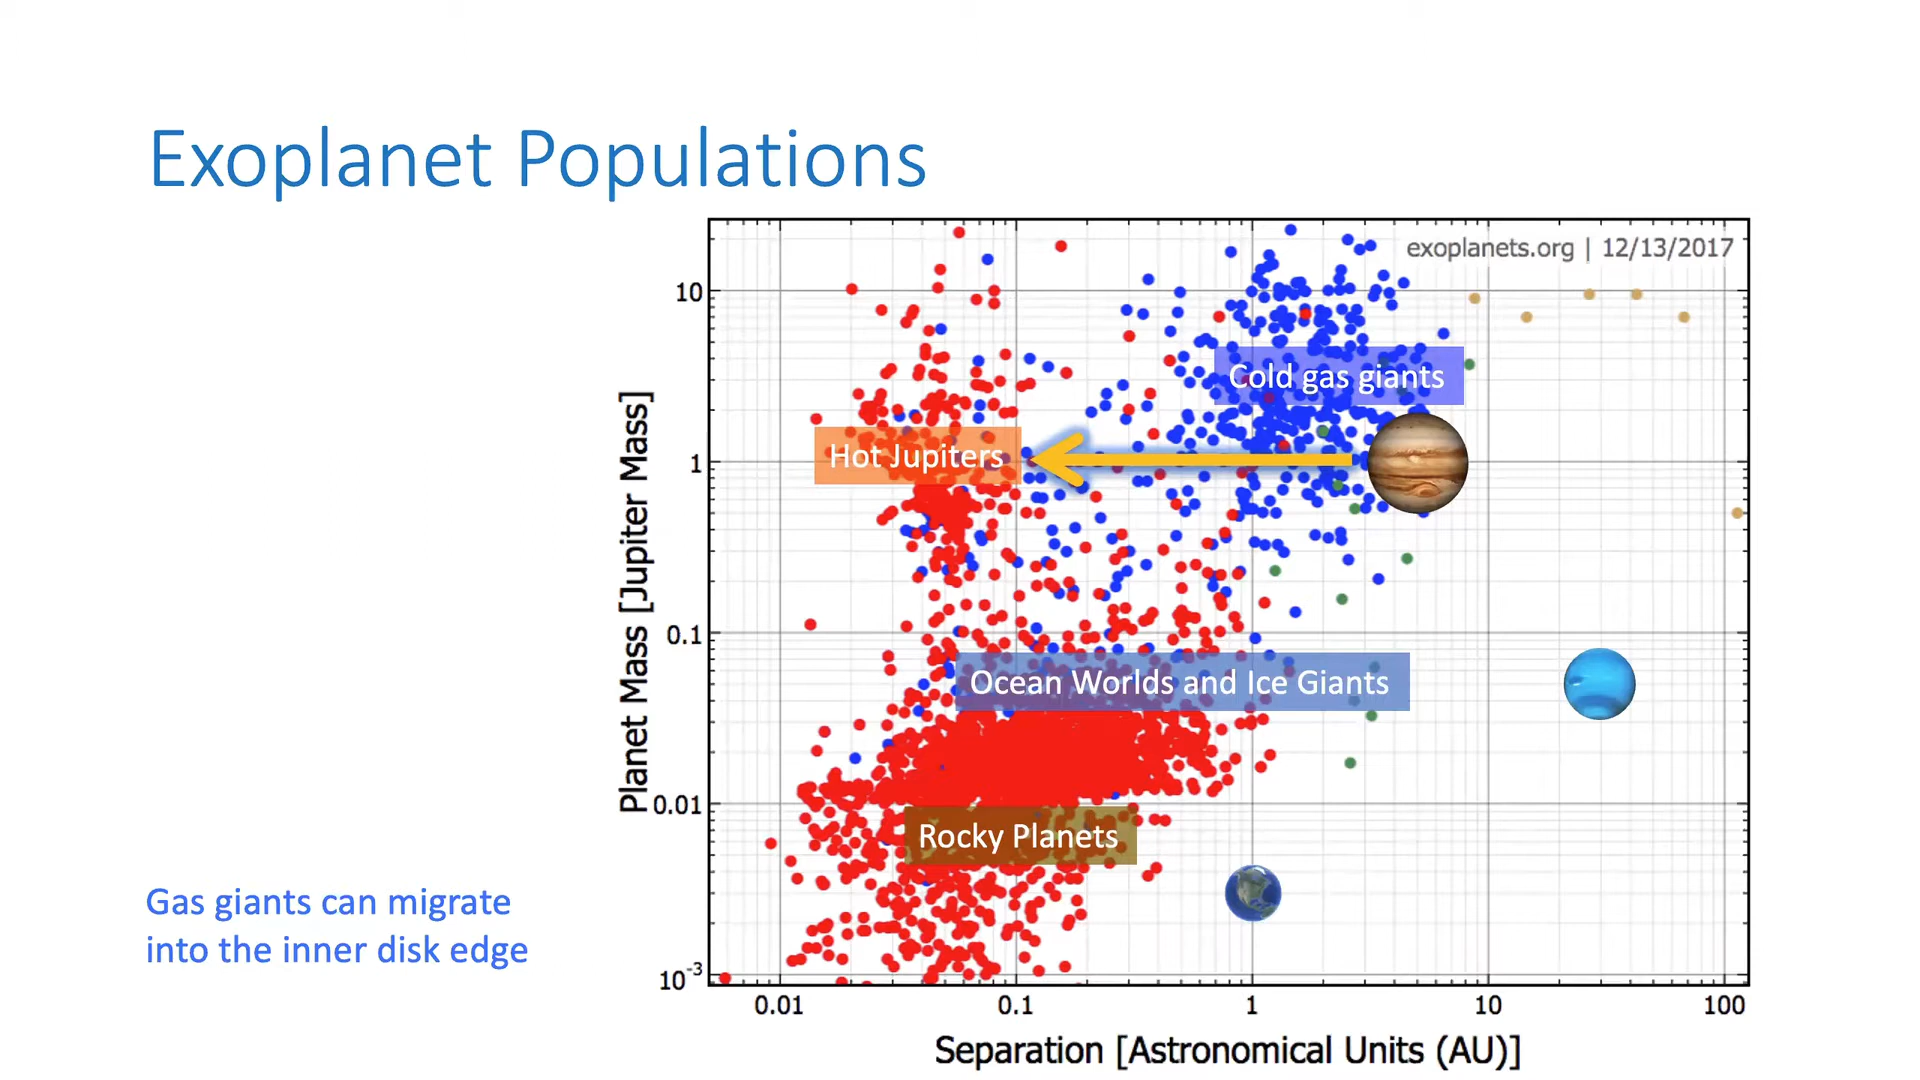 Exoplanet Populations
exoplanets.org | 12/13/2017
10
Cold gas giants
Hot Jupiters
1
Planet Mass [Jupiter Mass]
0.1
Ocean Worlds and Ice Giants
0.01
Rocky Planets
Gas giants can migrate
into the inner disk edge
10-3
0.01 0.1 1 10 100
Separation [Astronomical Units (AU)]